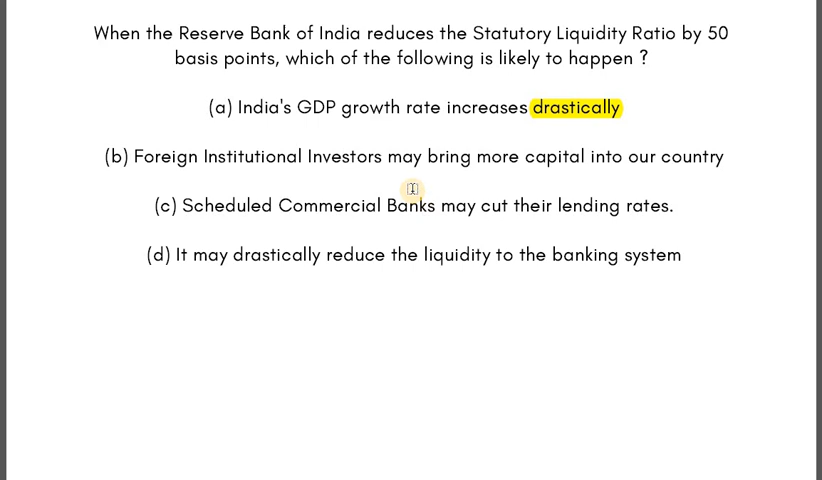 When the Reserve Bank of India reduces the Statutory Liquidity Ratio by 50
basis points, which of the following is likely to happen ?
(a) India's GDP growth rate increases drastically
(b) Foreign Institutional Investors may bring more capital into our country
(c) Scheduled Commercial Banks may cut their lending rates.
(d) It may drastically reduce the liquidity to the banking system